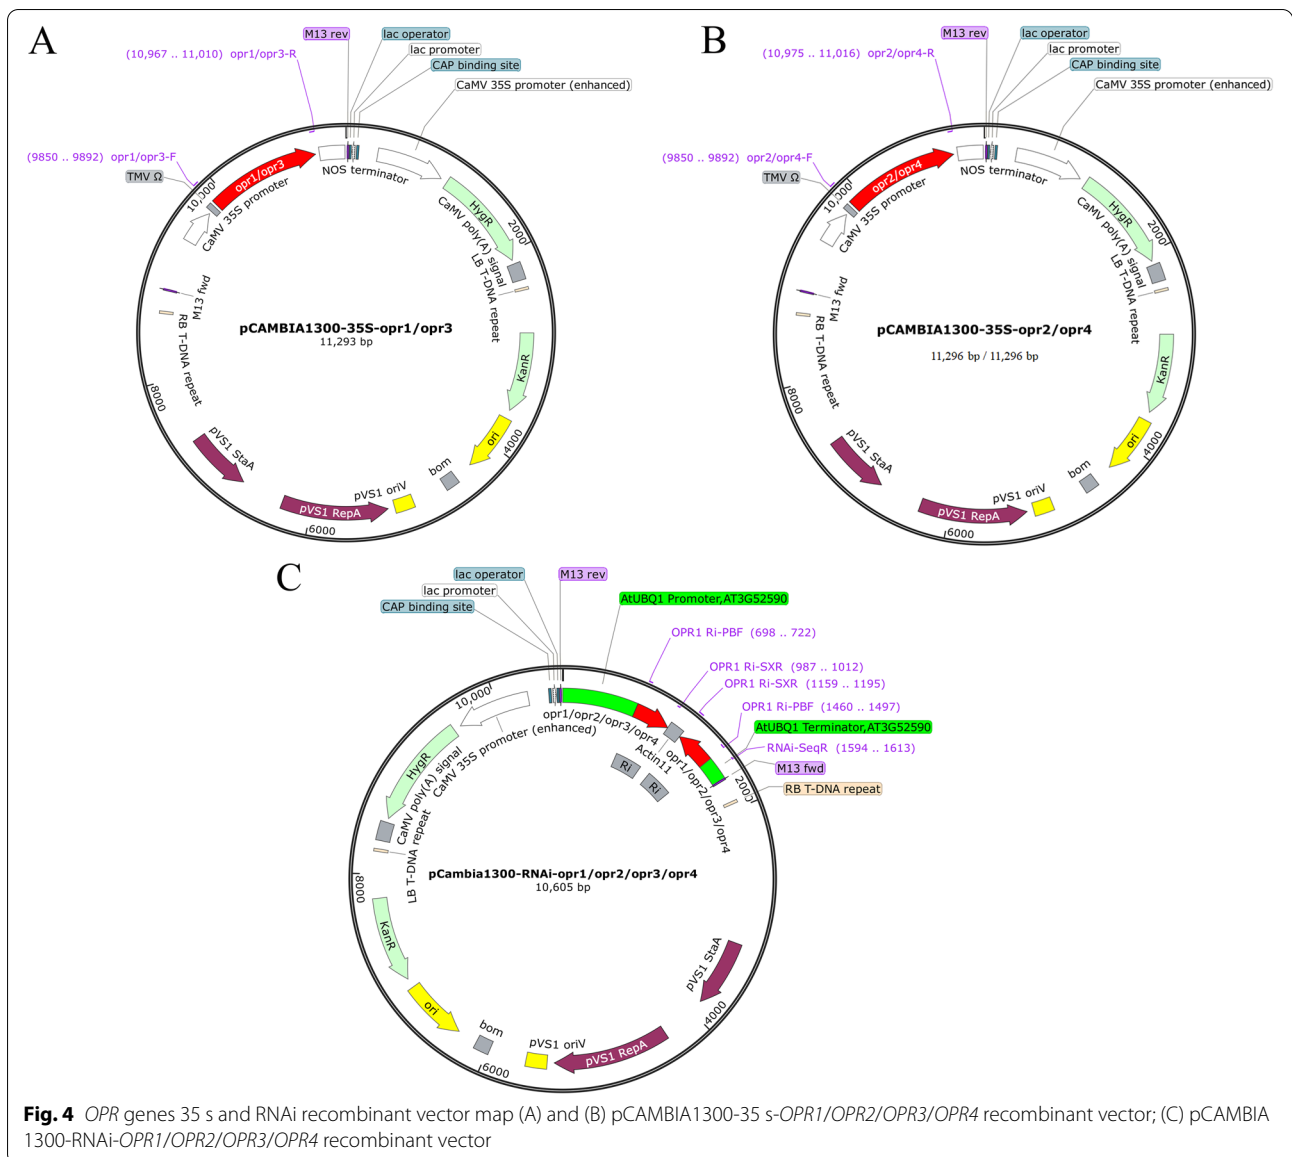 A
M13 rev
lac operator
lac promoter
CAP binding site
CaMV 35S promoter (enhanced)
(10,967 .. 11,010) opr1/opr3-R
(9850 .. 9892) opr1/opr3-F
TMV Ω
10,000
opr1/opr3
CaMV 35S promoter
NOS terminator
HygR
2000
CaMV poly(A) signal
LB T-DNA repeat
M13 fwd
RB T-DNA repeat
pCAMBIA1300-35S-opr1/opr3
11,293 bp
KanR
8000
ori
4000
pVS1 StaA
bom
pVS1 oriV
pVS1 RepA
6000
B
M13 rev
lac operator
lac promoter
CAP binding site
CaMV 35S promoter (enhanced)
(10,975 .. 11,016) opr2/opr4-R
(9850 .. 9892) opr2/opr4-F
TMV Ω
10,000
opr2/opr4
CaMV 35S promoter
NOS terminator
HygR
2000
CaMV poly(A) signal
LB T-DNA repeat
M13 fwd
RB T-DNA repeat
pCAMBIA1300-35S-opr2/opr4
11,296 bp / 11,296 bp
KanR
8000
ori
4000
pVS1 StaA
bom
pVS1 oriV
pVS1 RepA
6000
C
lac operator
lac promoter
CAP binding site
M13 rev
AtUBQ1 Promoter,AT3G52590
OPR1 Ri-PBF (698 .. 722)
OPR1 Ri-SXR (987 .. 1012)
OPR1 Ri-SXR (1159 .. 1195)
OPR1 Ri-PBF (1460 .. 1497)
AtUBQ1 Terminator,AT3G52590
RNAi-SeqR (1594 .. 1613)
M13 fwd
2000
RB T-DNA repeat
10,000
opr1/opr2/opr3/opr4
Actin11
opr1/opr2/opr3/opr4
Ri
Ri
CaMV 35S promoter (enhanced)
HygR
CaMV poly(A) signal
LB T-DNA repeat
pCambia1300-RNAi-opr1/opr2/opr3/opr4
10,605 bp
8000
KanR
ori
bom
6000
pVS1 oriV
pVS1 RepA
pVS1 StaA
4000
Fig. 4 OPR genes 35 s and RNAi recombinant vector map (A) and (B) pCAMBIA1300-35 s-OPR1/OPR2/OPR3/OPR4 recombinant vector; (C) pCAMBIA
1300-RNAi-OPR1/OPR2/OPR3/OPR4 recombinant vector